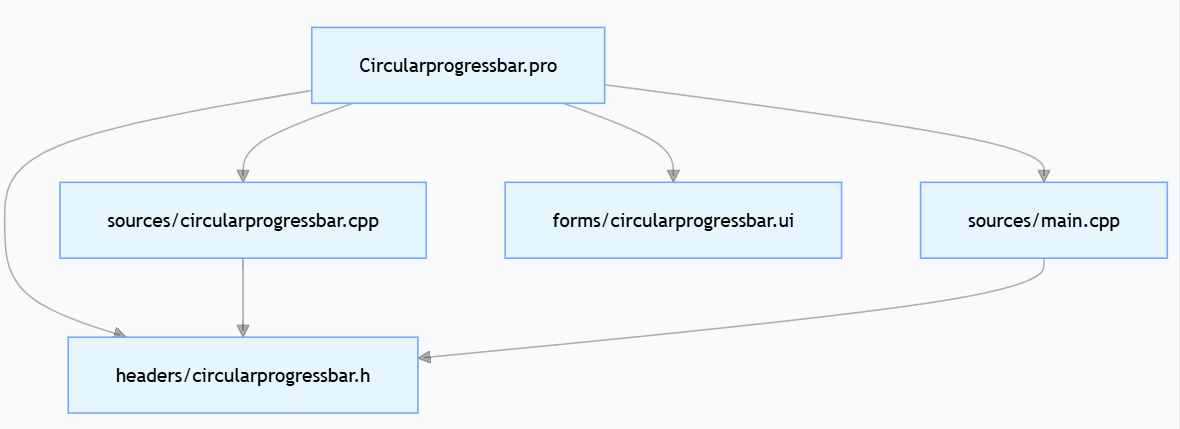 Circularprogressbar.pro
sources/circularprogressbar.cpp
forms/circularprogressbar.ui
sources/main.cpp
headers/circularprogressbar.h